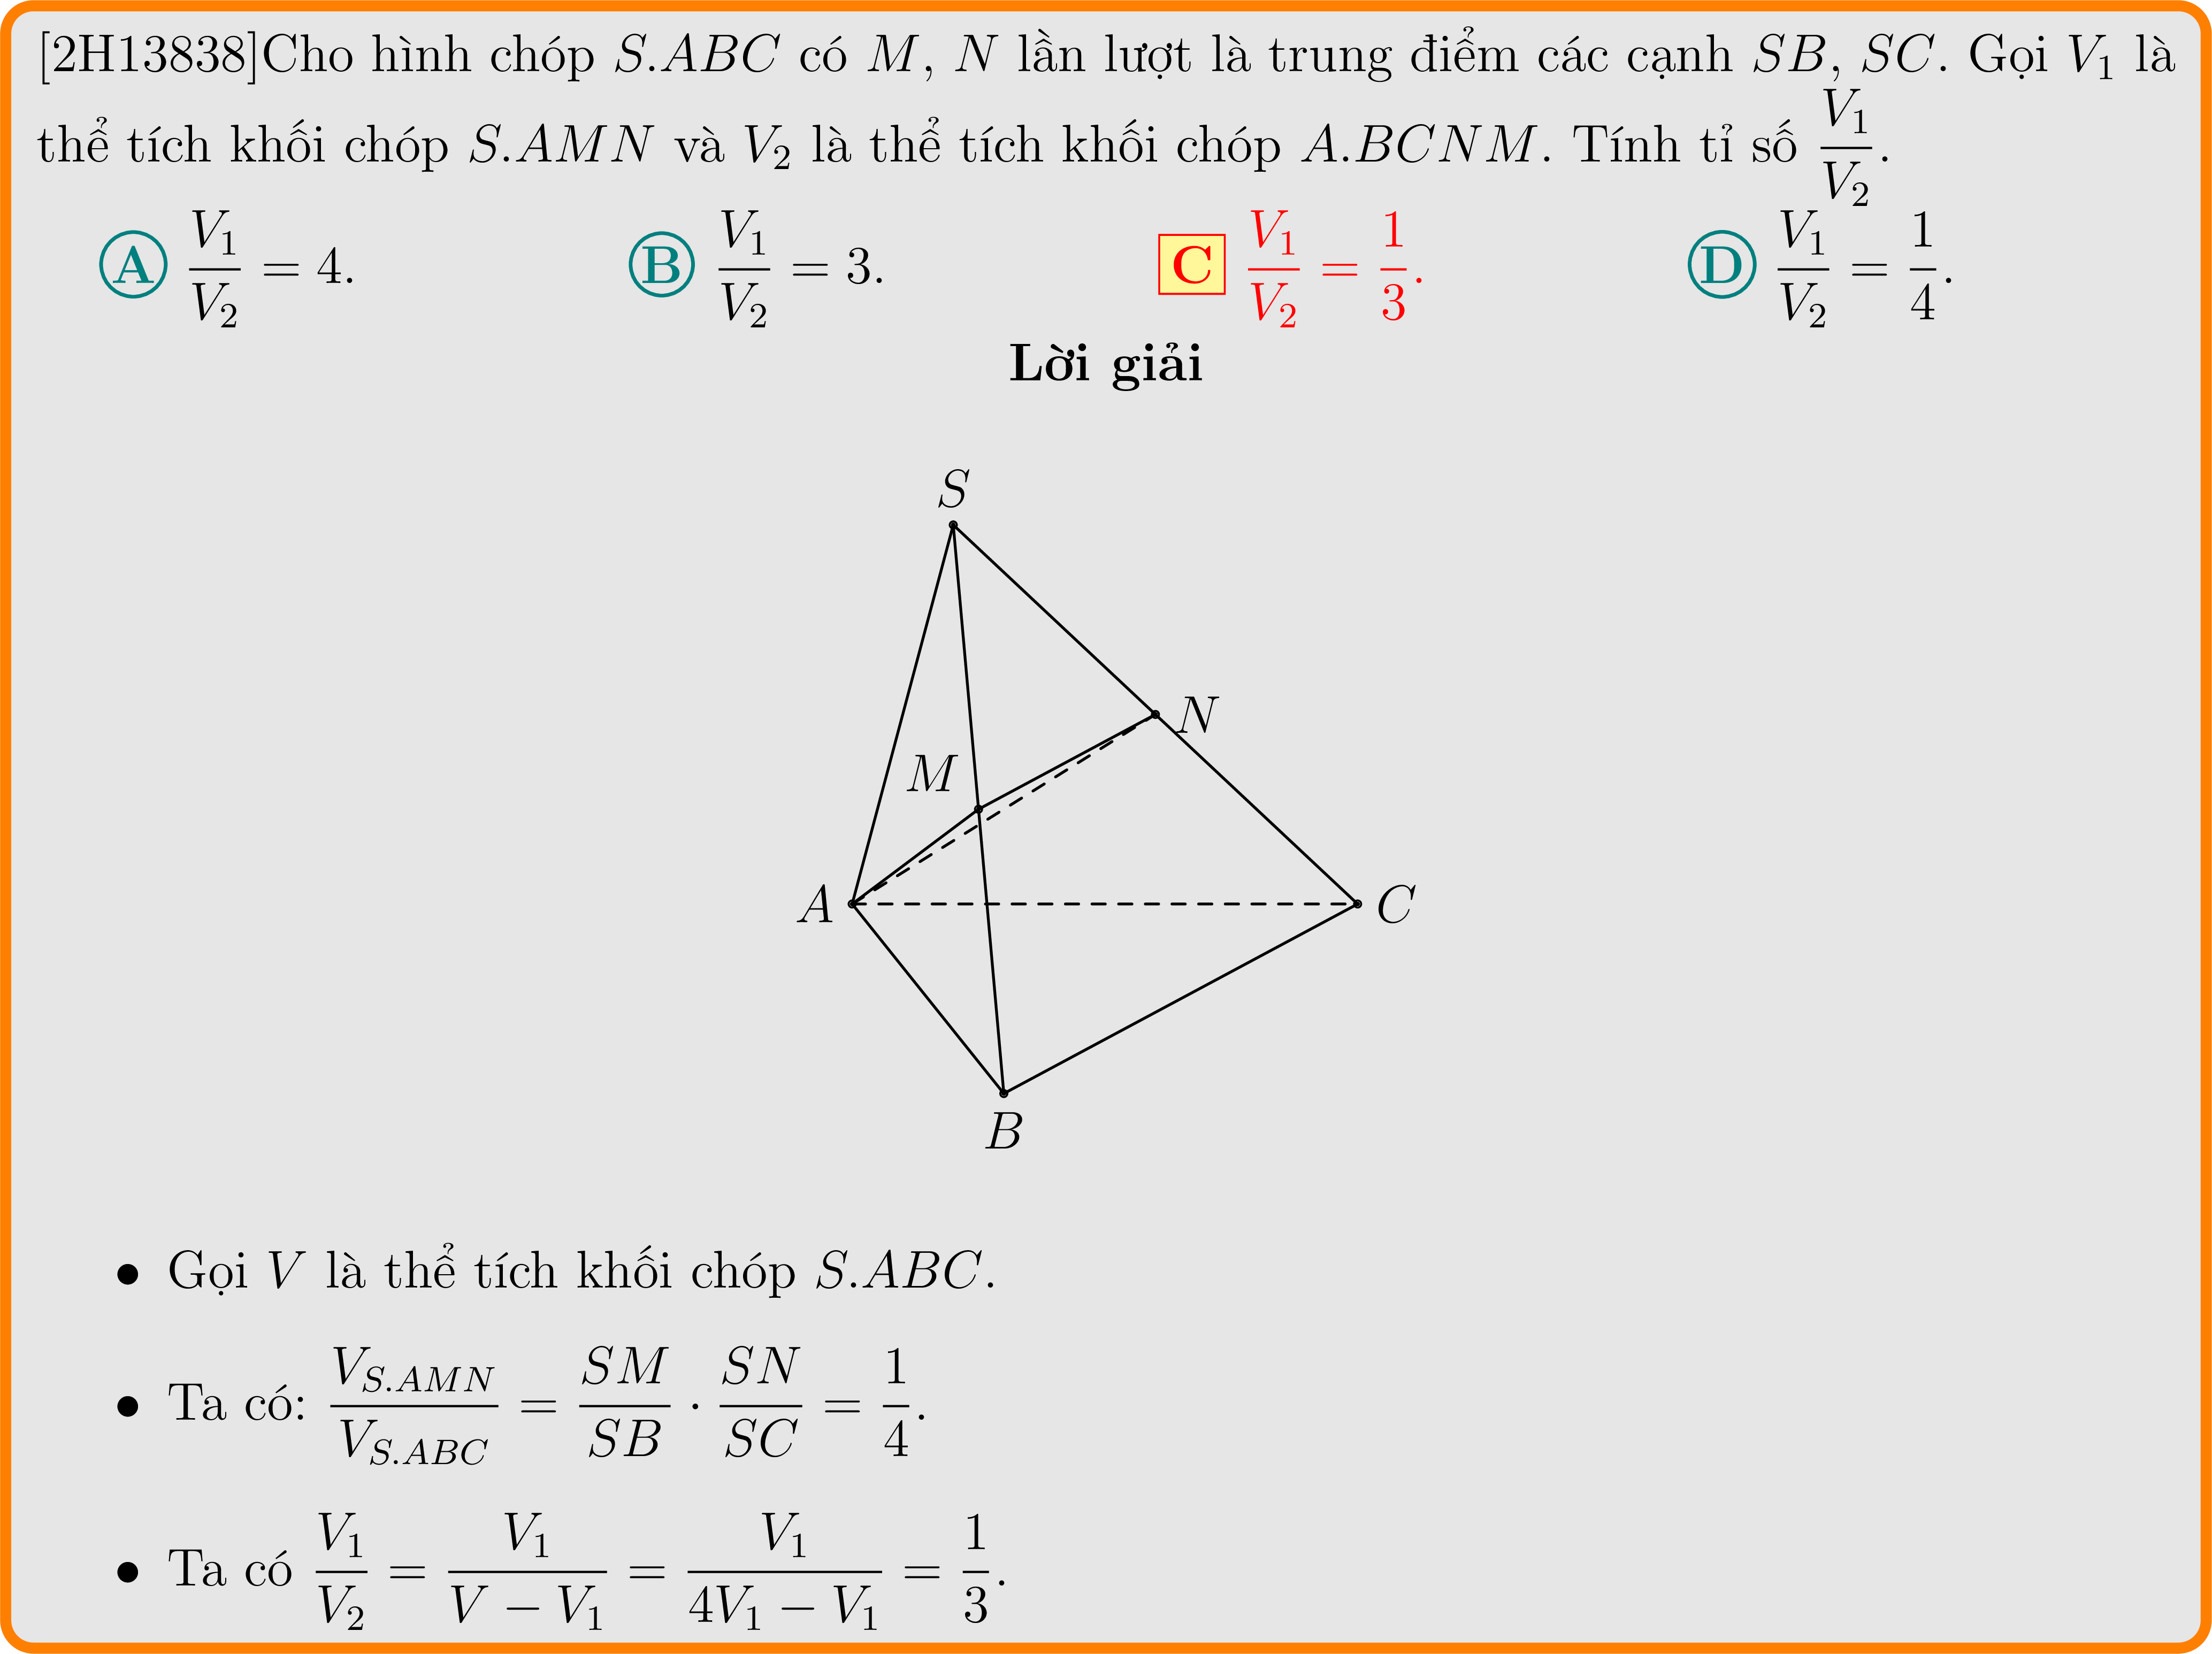 [2H13838]Cho hình chóp S.ABC có M, N lần lượt là trung điểm các cạnh SB, SC. Gọi V₁ là
thể tích khối chóp S.AMN và V₂ là thể tích khối chóp A.BCNM. Tính tỉ số \frac{V_1}{V_2}.
A \frac{V_1}{V_2} = 4. B \frac{V_1}{V_2} = 3. C \frac{V_1}{V_2} = \frac{1}{3}. D \frac{V_1}{V_2} = \frac{1}{4}.
Lời giải
S
N
M
A
C
B
• Gọi V là thể tích khối chóp S.ABC.
• Ta có: \frac{V_{S.AMN}}{V_{S.ABC}} = \frac{SM}{SB} · \frac{SN}{SC} = \frac{1}{4}.
• Ta có \frac{V_1}{V_2} = \frac{V_1}{V − V_1} = \frac{V_1}{4V_1 − V_1} = \frac{1}{3}.